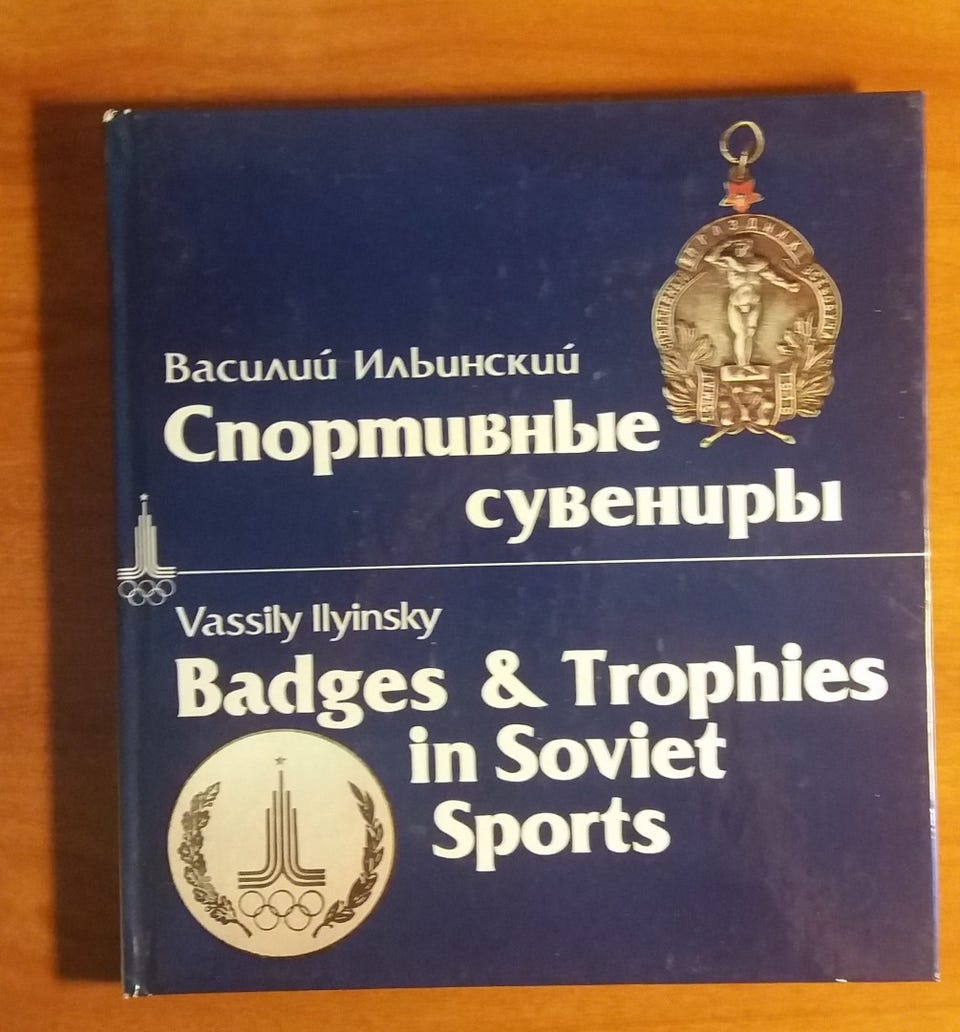 Василий Ильинский
Спортивные
сувениры
Vassily Ilyinsky
Badges & Trophies
in Soviet
Sports